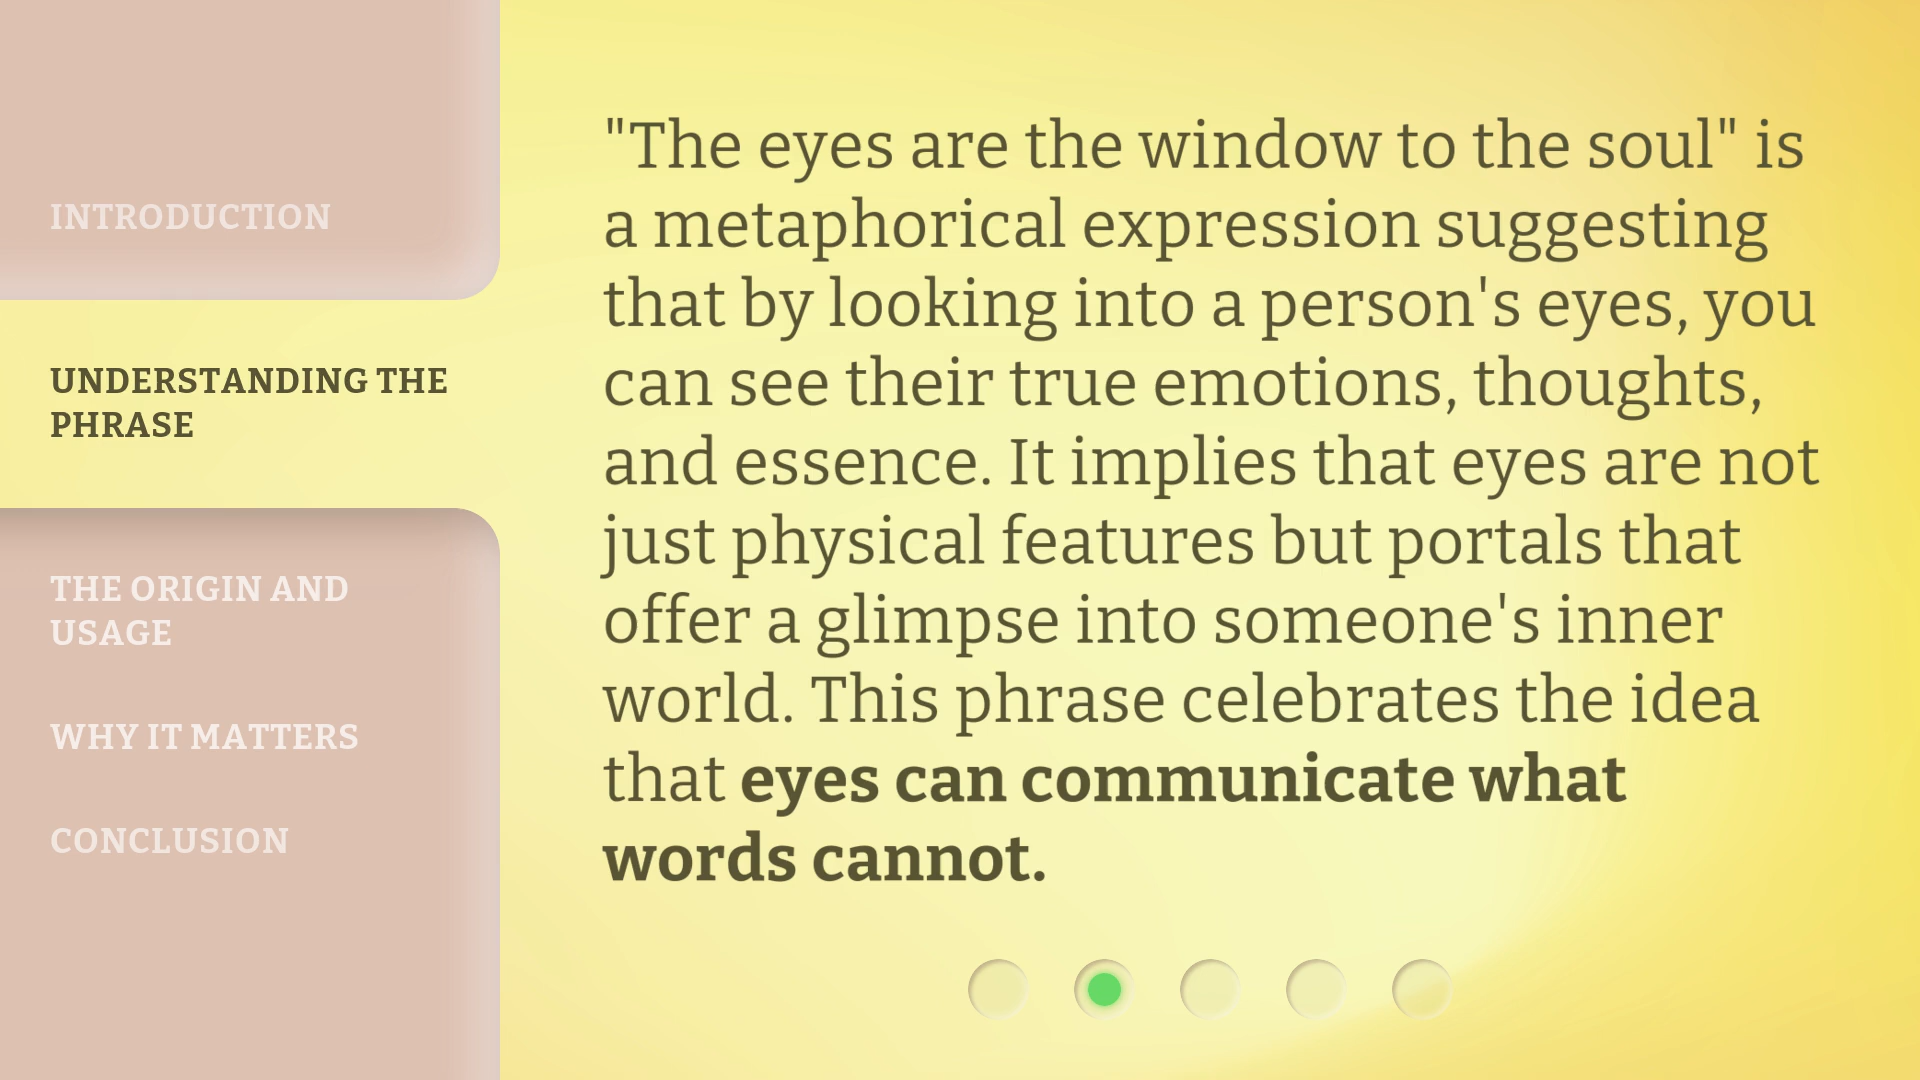 INTRODUCTION
UNDERSTANDING THE
PHRASE
THE ORIGIN AND
USAGE
WHY IT MATTERS
CONCLUSION
"The eyes are the window to the soul" is
a metaphorical expression suggesting
that by looking into a person's eyes, you
can see their true emotions, thoughts,
and essence. It implies that eyes are not
just physical features but portals that
offer a glimpse into someone's inner
world. This phrase celebrates the idea
that eyes can communicate what
words cannot.